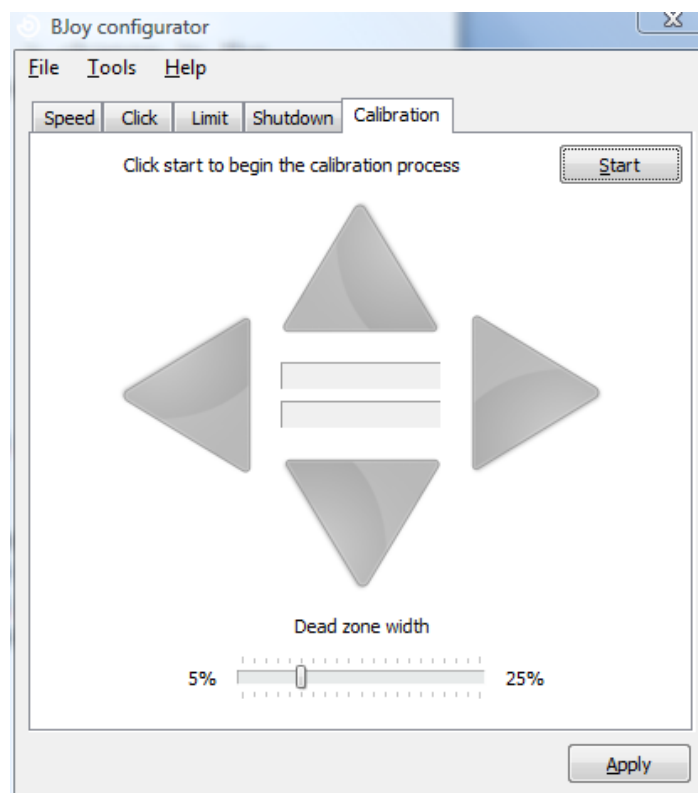 BJoy configurator
File Tools Help
Speed Click Limit Shutdown Calibration
Click start to begin the calibration process Start
Dead zone width
5% 25%
Apply